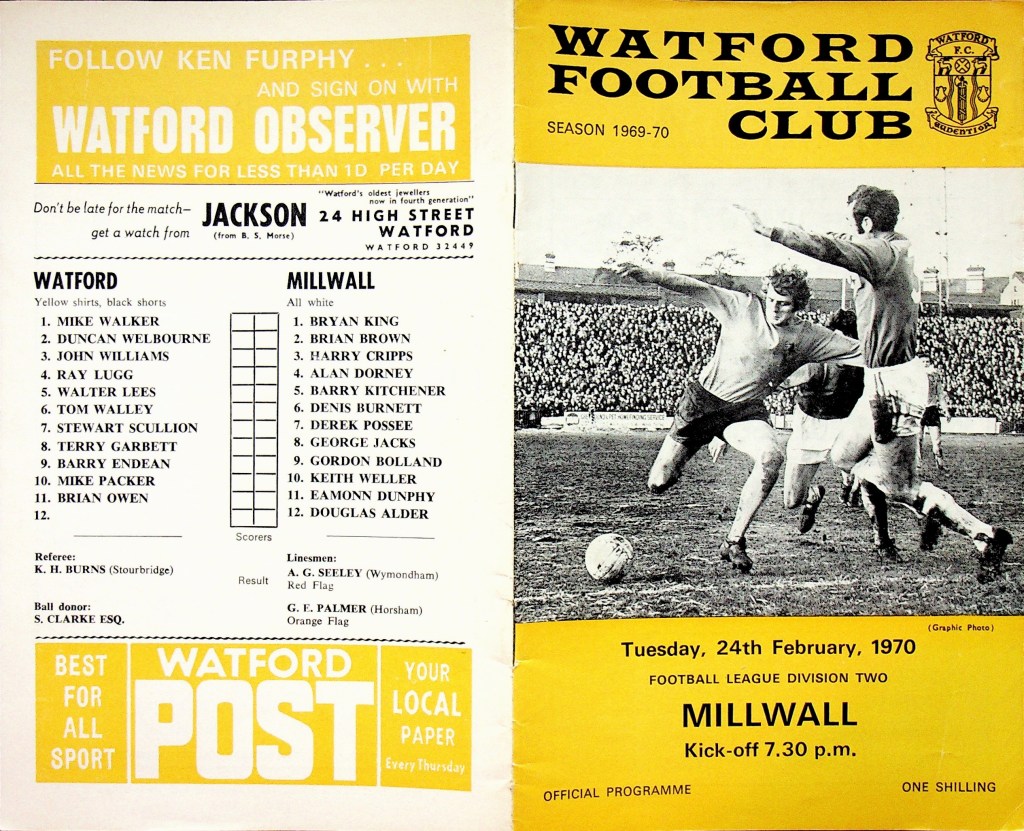 FOLLOW KEN FURPHY . . .
AND SIGN ON WITH
WATFORD OBSERVER
ALL THE NEWS FOR LESS THAN 1D PER DAY
Don't be late for the match—
get a watch from
JACKSON
(from B. S. Morse)
"Watford's oldest jewellers
now in fourth generation"
24 HIGH STREET
WATFORD
WATFORD 32449
WATFORD
Yellow shirts, black shorts
1. MIKE WALKER
2. DUNCAN WELBOURNE
3. JOHN WILLIAMS
4. RAY LUGG
5. WALTER LEES
6. TOM WALLEY
7. STEWART SCULLION
8. TERRY GARBETT
9. BARRY ENDEAN
10. MIKE PACKER
11. BRIAN OWEN
12.
MILLWALL
All white
1. BRYAN KING
2. BRIAN BROWN
3. HARRY CRIPPS
4. ALAN DORNEY
5. BARRY KITCHENER
6. DENIS BURNETT
7. DEREK POSSEE
8. GEORGE JACKS
9. GORDON BOLLAND
10. KEITH WELLER
11. EAMONN DUNPHY
12. DOUGLAS ALDER
Scorers
Referee:
K. H. BURNS (Stourbridge)
Ball donor:
S. CLARKE ESQ.
Result
Linesmen:
A. G. SEELEY (Wymondham)
Red Flag
G. E. PALMER (Horsham)
Orange Flag
BEST
FOR
ALL
SPORT
WATFORD
POST
YOUR
LOCAL
PAPER
Every Thursday
WATFORD
FOOTBALL
CLUB
SEASON 1969-70
WATFORD
F.C.
AUDENTIOR
PET HOMEFINDING SERVICE
(Graphic Photo)
Tuesday, 24th February, 1970
FOOTBALL LEAGUE DIVISION TWO
MILLWALL
Kick-off 7.30 p.m.
OFFICIAL PROGRAMME
ONE SHILLING